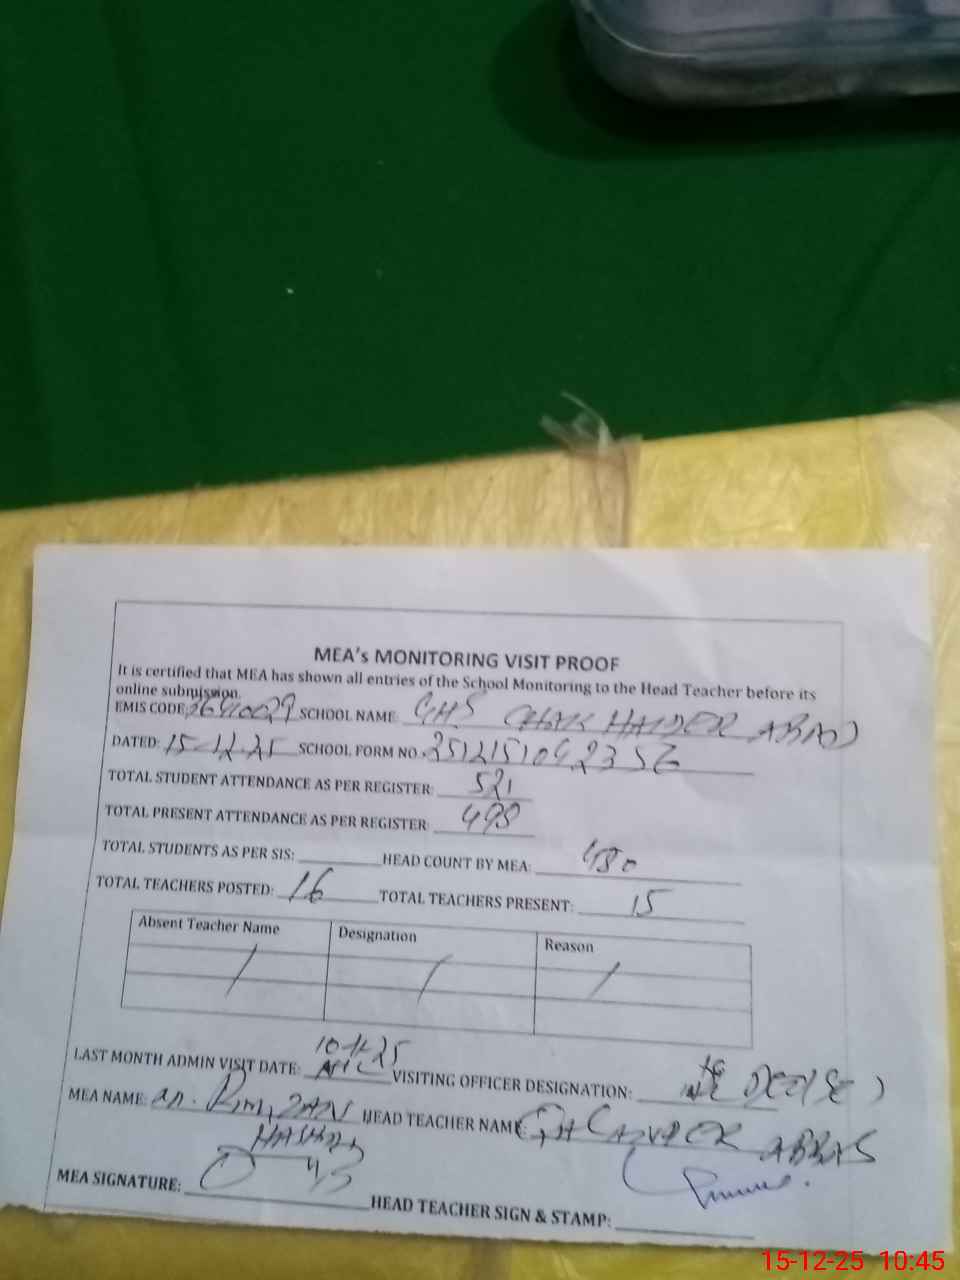 MEA's MONITORING VISIT PROOF
It is certified that MEA has shown all entries of the School Monitoring to the Head Teacher before its
online submission.
EMIS CODE: SCHOOL NAME: GHS CHAK HAIDER ABAD
DATED: 15-12-25 SCHOOL FORM NO.
TOTAL STUDENT ATTENDANCE AS PER REGISTER: 521
TOTAL PRESENT ATTENDANCE AS PER REGISTER: 498
TOTAL STUDENTS AS PER SIS: HEAD COUNT BY MEA: 480
TOTAL TEACHERS POSTED: 16 TOTAL TEACHERS PRESENT: 15
Absent Teacher Name Designation Reason
/ / /
LAST MONTH ADMIN VISIT DATE: VISITING OFFICER DESIGNATION:
MEA NAME: HEAD TEACHER NAME: ABBAS
MEA SIGNATURE: HEAD TEACHER SIGN & STAMP:
15-12-25 10:45